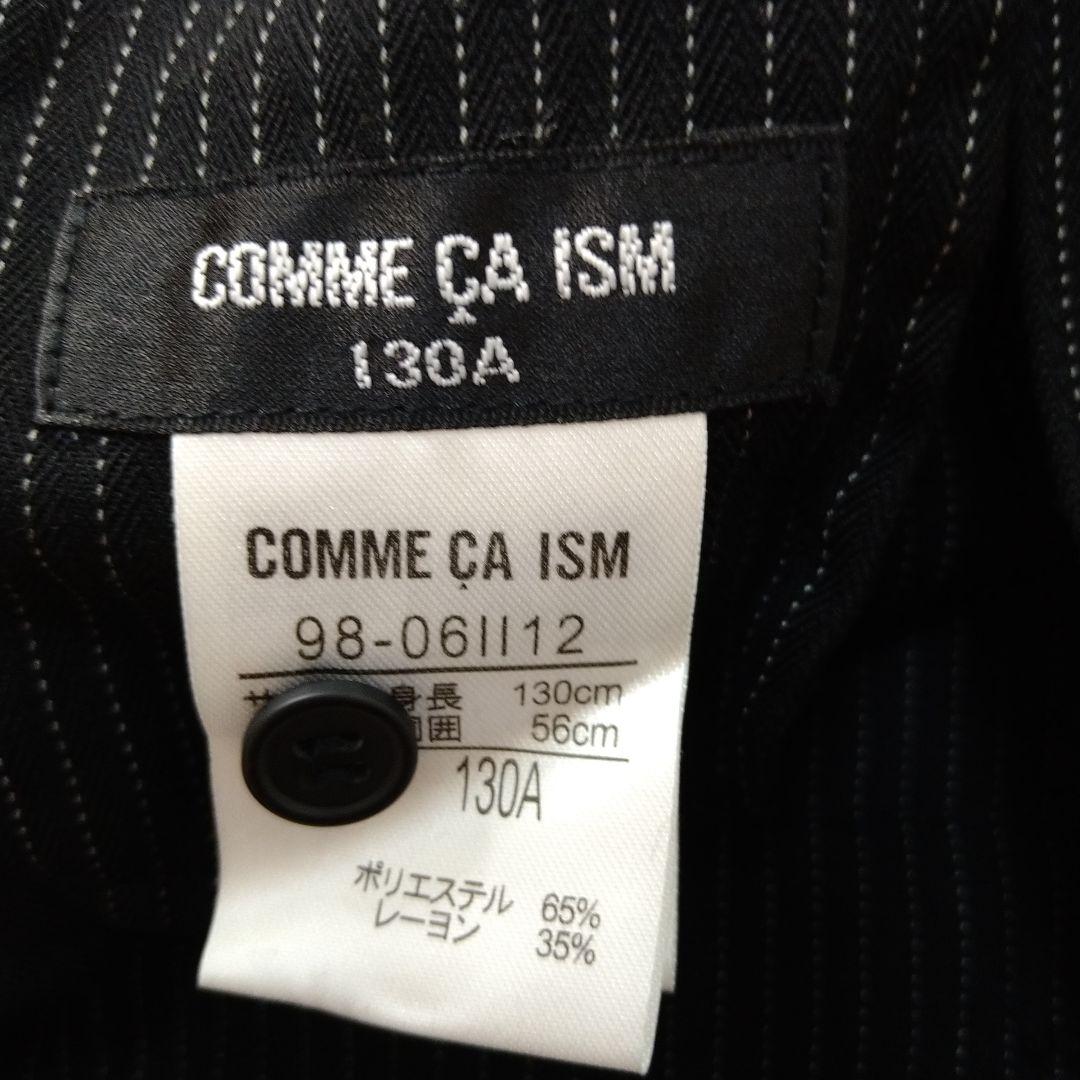 COMME ÇA ISM
130A
COMME ÇA ISM
98-06II12
身長 130cm
囲 56cm
130A
ポリエステル 65%
レーヨン 35%